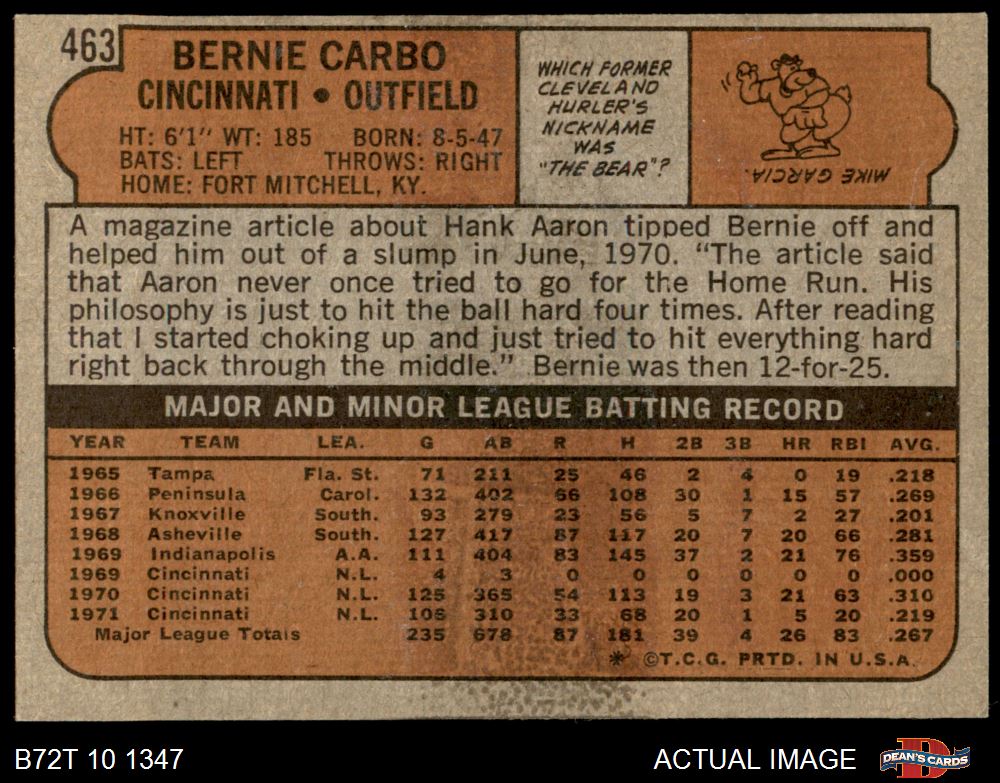 463
BERNIE CARBO
CINCINNATI • OUTFIELD
HT: 6'1" WT: 185 BORN: 8-5-47
BATS: LEFT THROWS: RIGHT
HOME: FORT MITCHELL, KY.
WHICH FORMER
CLEVELAND
HURLER'S
NICKNAME
WAS
"THE BEAR"?
MIKE GARCIA.
A magazine article about Hank Aaron tipped Bernie off and
helped him out of a slump in June, 1970. "The article said
that Aaron never once tried to go for the Home Run. His
philosophy is just to hit the ball hard four times. After reading
that I started choking up and just tried to hit everything hard
right back through the middle." Bernie was then 12-for-25.
MAJOR AND MINOR LEAGUE BATTING RECORD
YEAR TEAM LEA. G AB R H 2B 3B HR RBI AVG.
1965 Tampa Fla. St. 71 211 25 46 2 4 0 19 .218
1966 Peninsula Carol. 132 402 66 108 30 1 15 57 .269
1967 Knoxville South. 93 279 23 56 5 7 2 27 .201
1968 Asheville South. 127 417 87 117 20 7 20 66 .281
1969 Indianapolis A.A. 111 404 83 145 37 2 21 76 .359
1969 Cincinnati N.L. 4 3 0 0 0 0 0 0 .000
1970 Cincinnati N.L. 125 365 54 113 19 3 21 63 .310
1971 Cincinnati N.L. 106 310 33 68 20 1 5 20 .219
Major League Totals 235 678 87 181 39 4 26 83 .267
* ©T.C.G. PRTD. IN U.S.A.
B72T 10 1347
ACTUAL IMAGE
DEAN'S CARDS